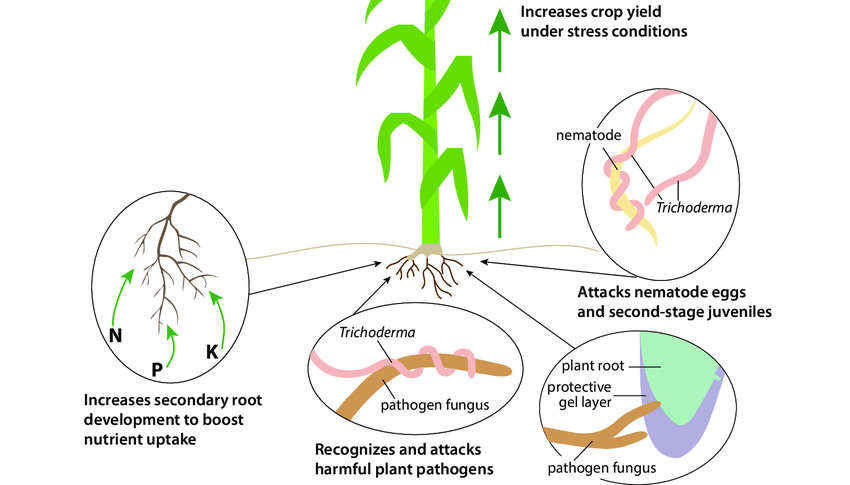 Increases crop yield
under stress conditions
nematode
Trichoderma
Attacks nematode eggs
and second-stage juveniles
N
P
K
Increases secondary root
development to boost
nutrient uptake
Trichoderma
pathogen fungus
Recognizes and attacks
harmful plant pathogens
plant root
protective
gel layer
pathogen fungus